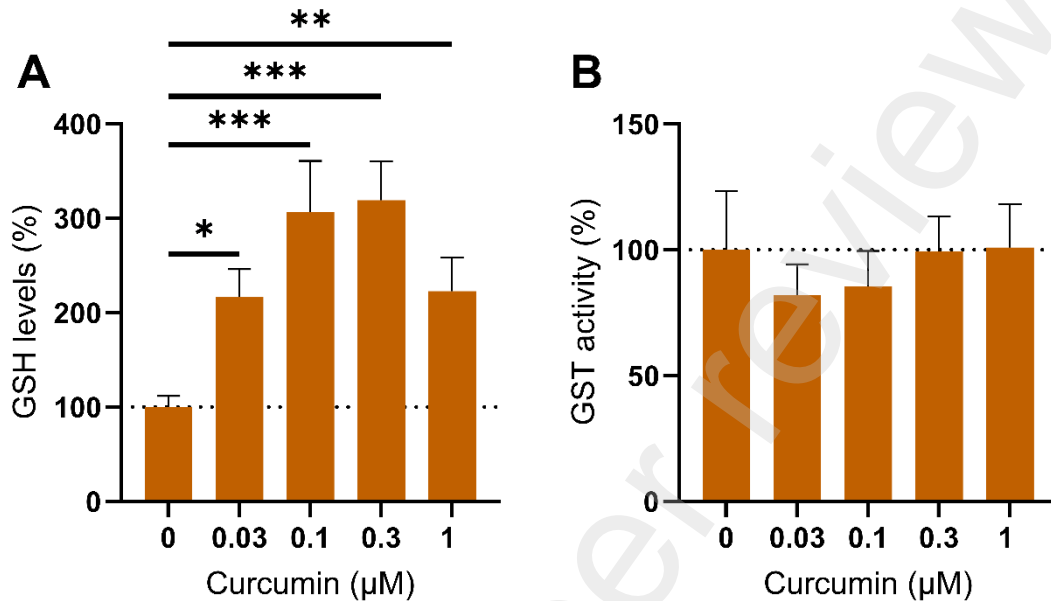 A
**
***
***
*
400
300
200
100
0
GSH levels (%)
0 0.03 0.1 0.3 1
Curcumin (µM)
B
150
100
50
0
GST activity (%)
0 0.03 0.1 0.3 1
Curcumin (µM)
er review